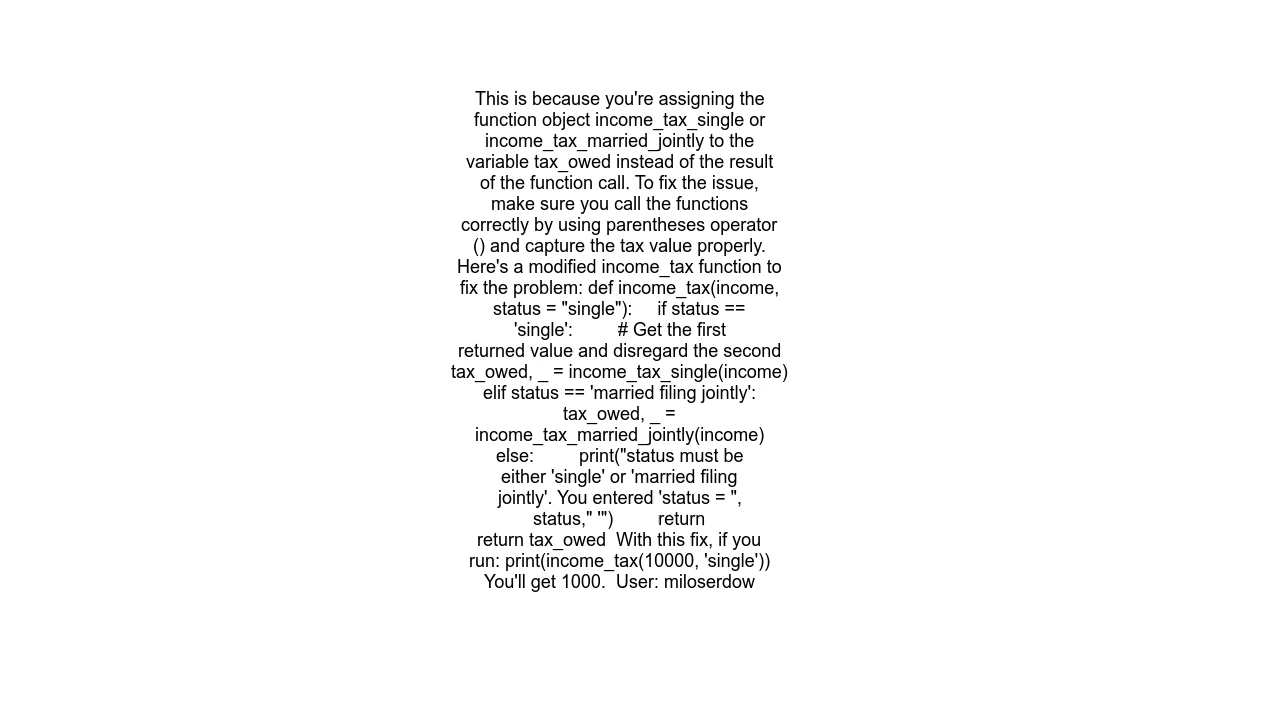 This is because you're assigning the
function object income_tax_single or
income_tax_married_jointly to the
variable tax_owed instead of the result
of the function call. To fix the issue,
make sure you call the functions
correctly by using parentheses operator
() and capture the tax value properly.
Here's a modified income_tax function to
fix the problem: def income_tax(income,
status = "single"):     if status ==
'single':         # Get the first
returned value and disregard the second
tax_owed, _ = income_tax_single(income)
elif status == 'married filing jointly':
tax_owed, _ =
income_tax_married_jointly(income)
else:         print("status must be
either 'single' or 'married filing
jointly'. You entered 'status = ",
status," '")         return
return tax_owed  With this fix, if you
run: print(income_tax(10000, 'single'))
You'll get 1000.  User: miloserdow